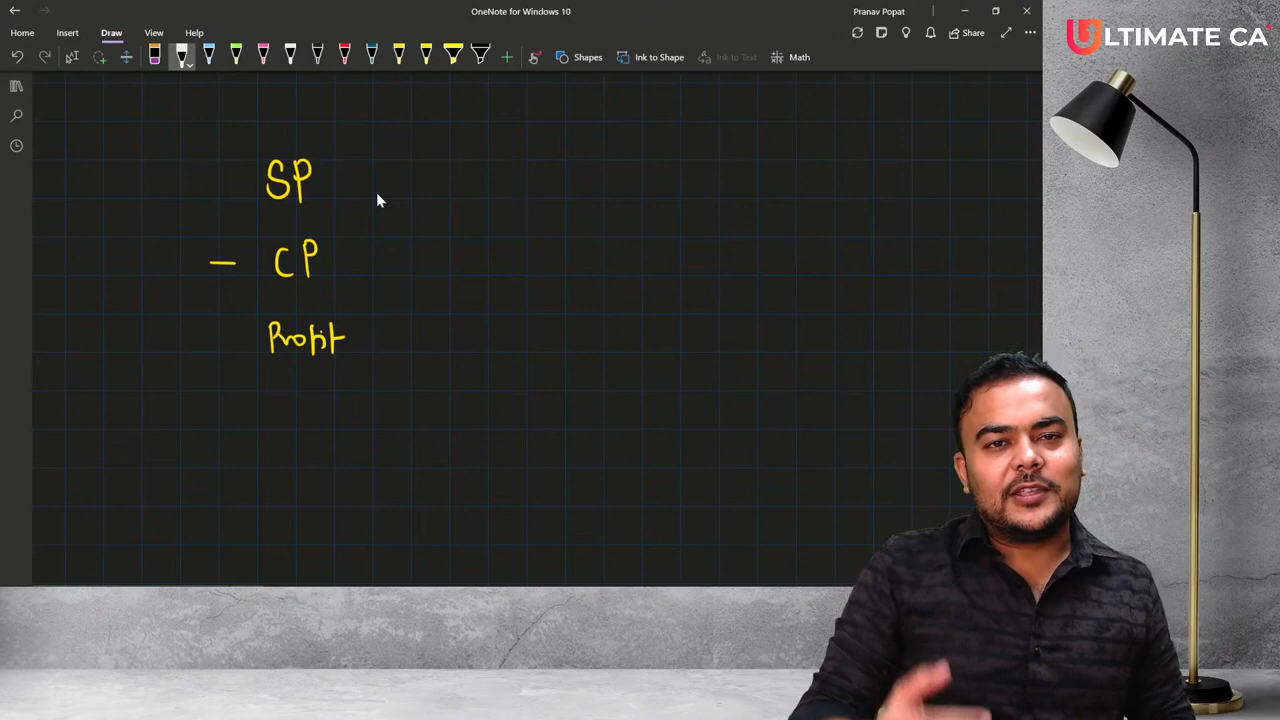 OneNote for Windows 10
Pranav Popat
Home Insert Draw View Help
Share
Shapes Ink to Shape Ink to Text Math
ULTIMATE CA
SP
- CP
Profit